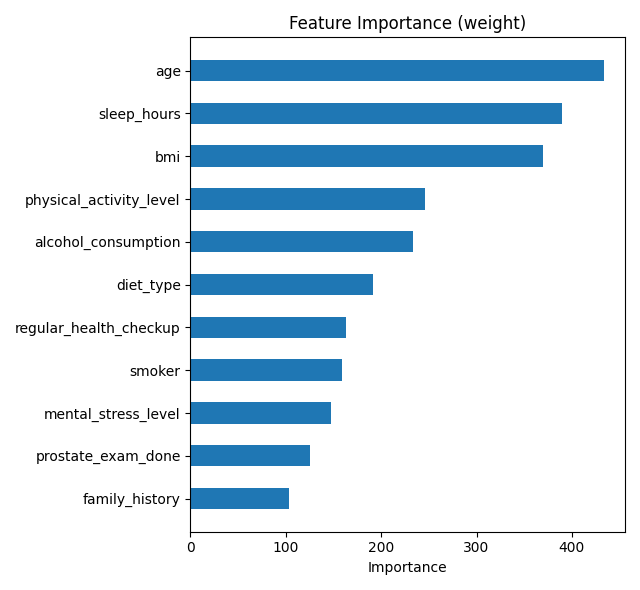 Feature Importance (weight)
age
sleep_hours
bmi
physical_activity_level
alcohol_consumption
diet_type
regular_health_checkup
smoker
mental_stress_level
prostate_exam_done
family_history
0 100 200 300 400
Importance